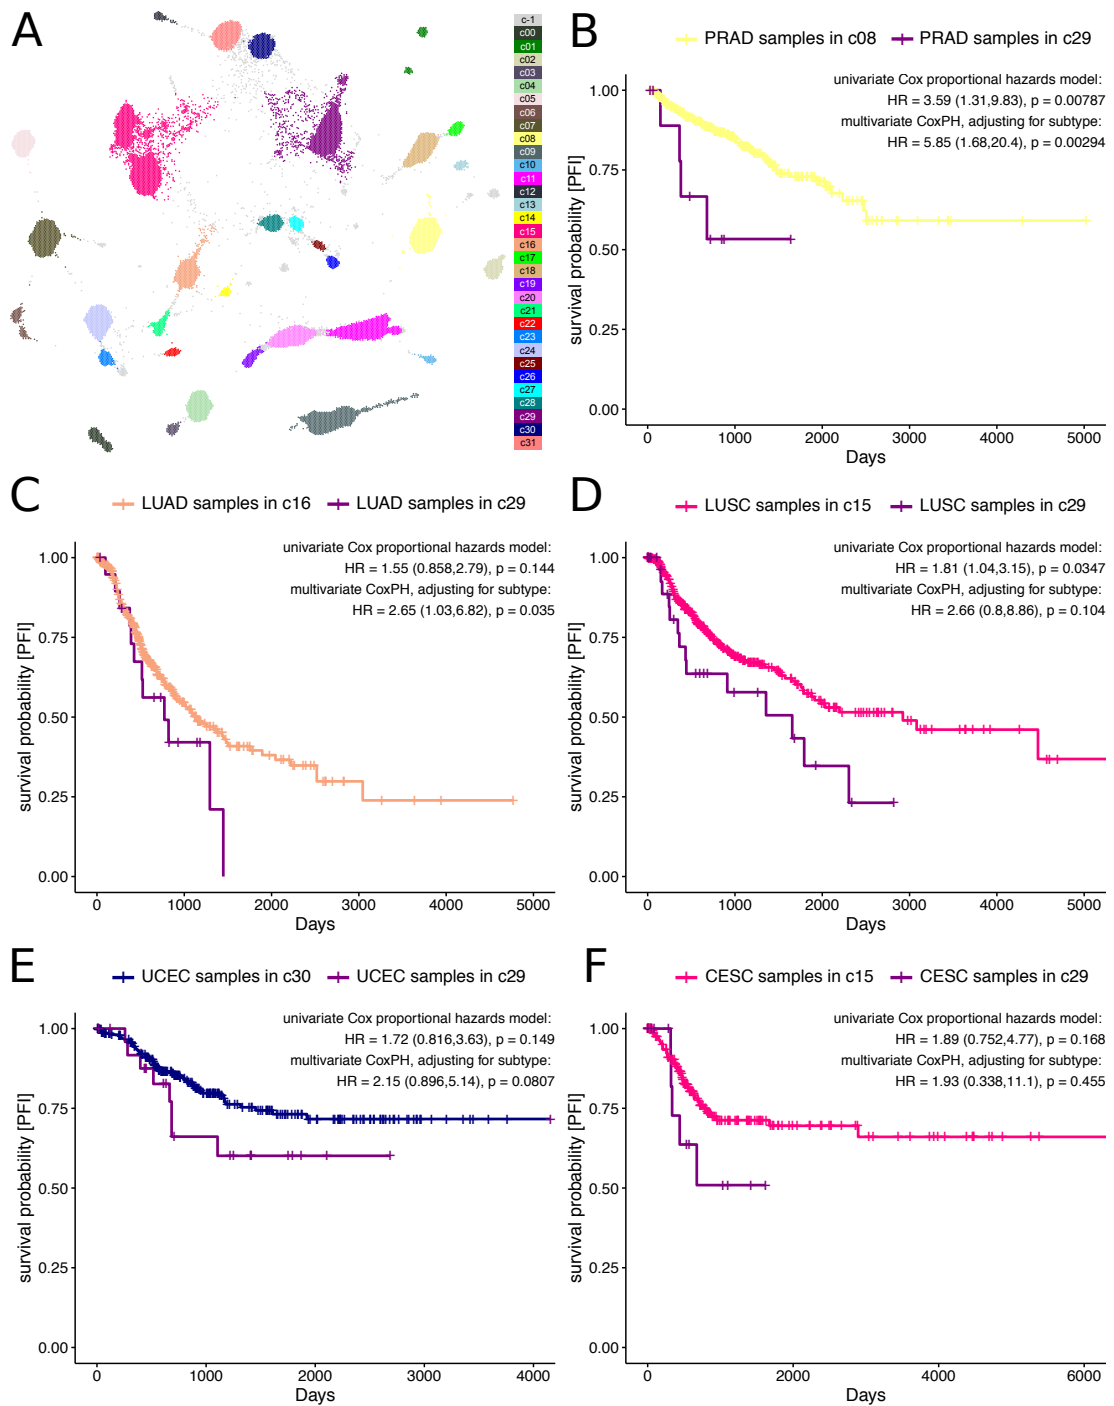 A
c-1
c00
c01
c02
c03
c04
c05
c06
c07
c08
c09
c10
c11
c12
c13
c14
c15
c16
c17
c18
c19
c20
c21
c22
c23
c24
c25
c26
c27
c28
c29
c30
c31
B
PRAD samples in c08 PRAD samples in c29
univariate Cox proportional hazards model:
HR = 3.59 (1.31,9.83), p = 0.00787
multivariate CoxPH, adjusting for subtype:
HR = 5.85 (1.68,20.4), p = 0.00294
survival probability [PFI]
1.00
0.75
0.50
0.25
0.00
0 1000 2000 3000 4000 5000
Days
C
LUAD samples in c16 LUAD samples in c29
univariate Cox proportional hazards model:
HR = 1.55 (0.858,2.79), p = 0.144
multivariate CoxPH, adjusting for subtype:
HR = 2.65 (1.03,6.82), p = 0.035
survival probability [PFI]
1.00
0.75
0.50
0.25
0.00
0 1000 2000 3000 4000 5000
Days
D
LUSC samples in c15 LUSC samples in c29
univariate Cox proportional hazards model:
HR = 1.81 (1.04,3.15), p = 0.0347
multivariate CoxPH, adjusting for subtype:
HR = 2.66 (0.8,8.86), p = 0.104
survival probability [PFI]
1.00
0.75
0.50
0.25
0.00
0 1000 2000 3000 4000 5000
Days
E
UCEC samples in c30 UCEC samples in c29
univariate Cox proportional hazards model:
HR = 1.72 (0.816,3.63), p = 0.149
multivariate CoxPH, adjusting for subtype:
HR = 2.15 (0.896,5.14), p = 0.0807
survival probability [PFI]
1.00
0.75
0.50
0.25
0.00
0 1000 2000 3000 4000
Days
F
CESC samples in c15 CESC samples in c29
univariate Cox proportional hazards model:
HR = 1.89 (0.752,4.77), p = 0.168
multivariate CoxPH, adjusting for subtype:
HR = 1.93 (0.338,11.1), p = 0.455
survival probability [PFI]
1.00
0.75
0.50
0.25
0.00
0 2000 4000 6000
Days